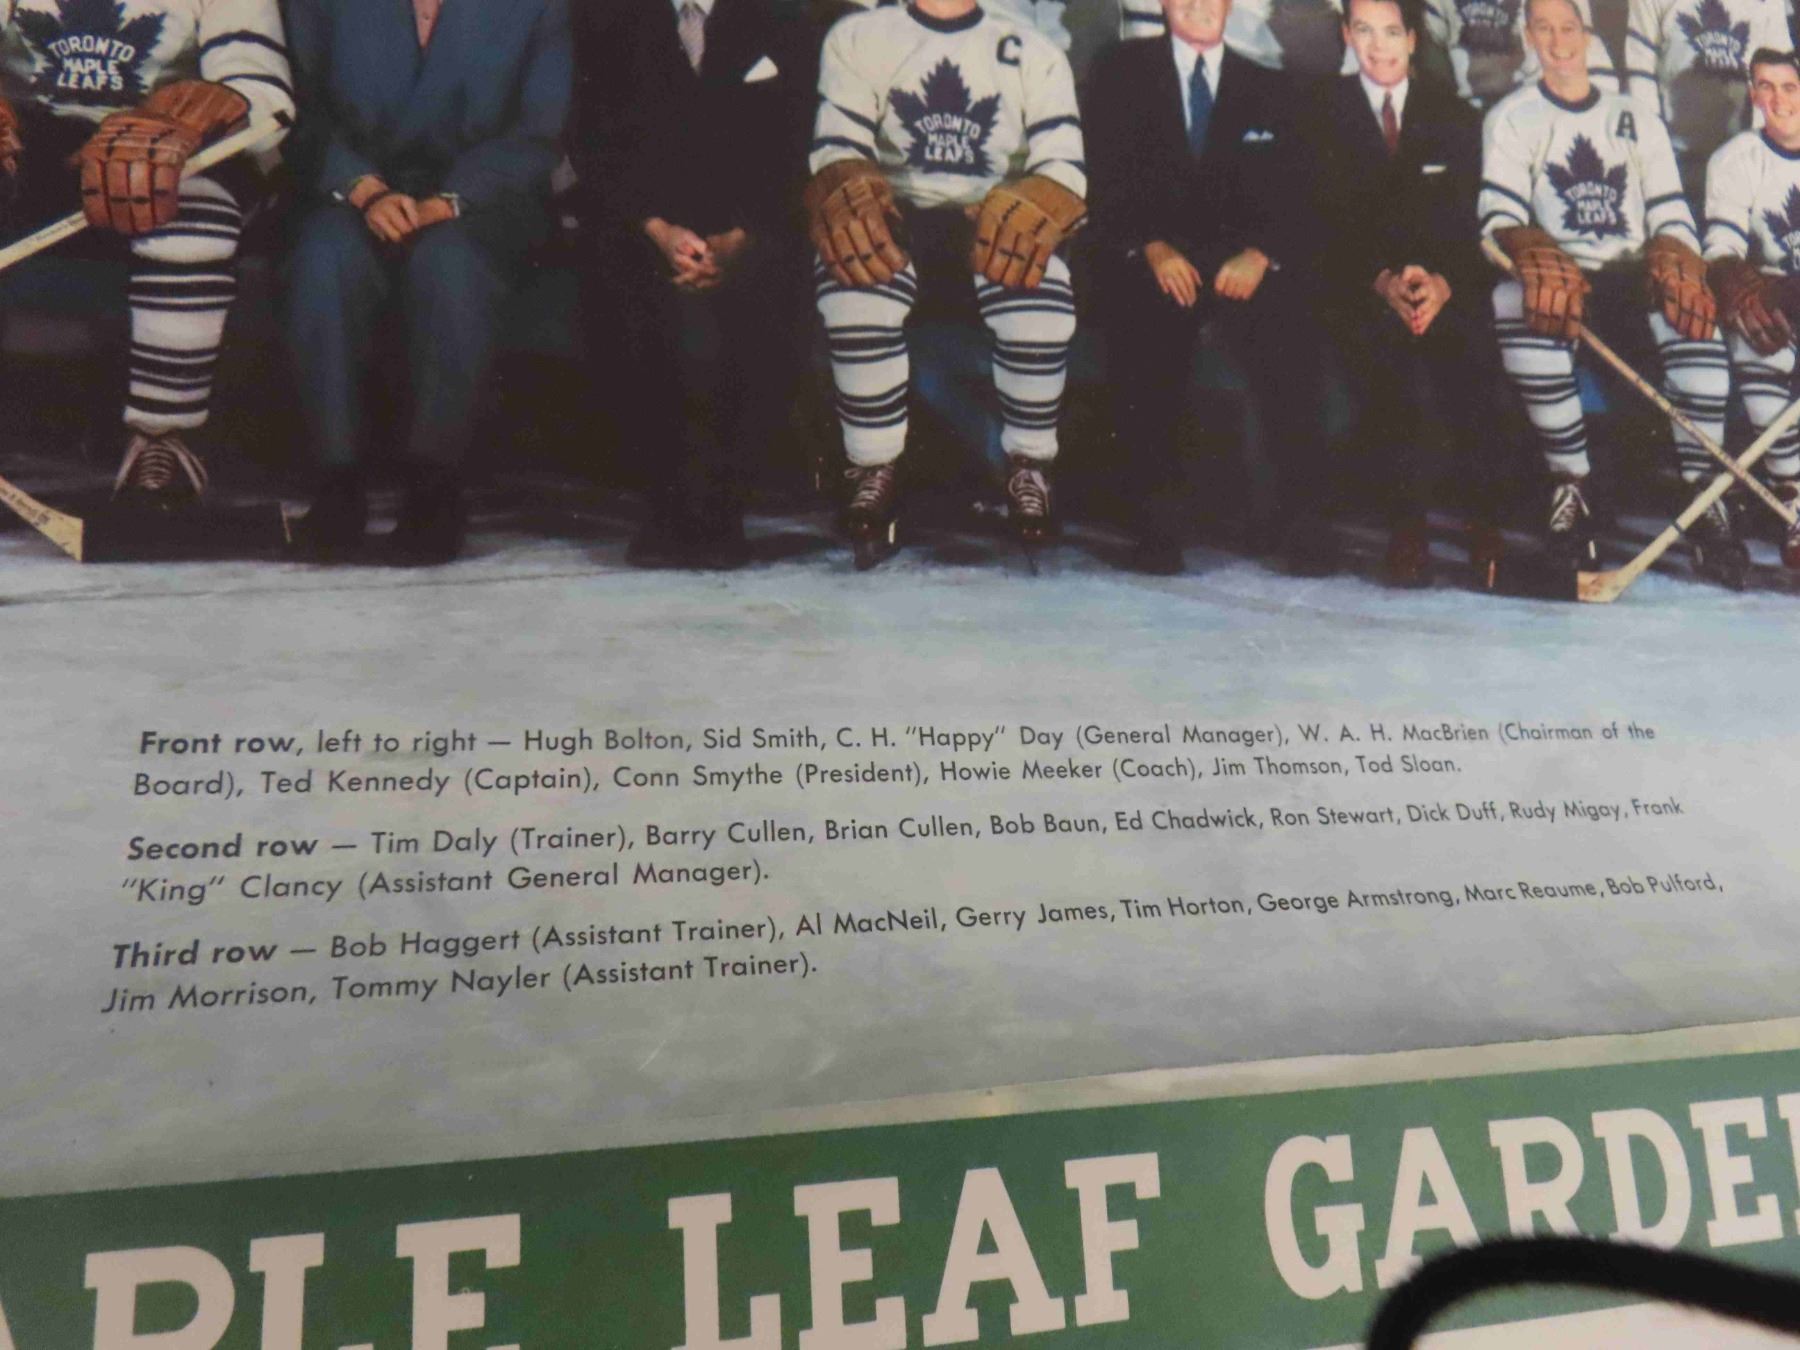 TORONTO
MAPLE
LEAFS
C
TORONTO
MAPLE
LEAFS
A
TORONTO
MAPLE
LEAFS
Front row, left to right — Hugh Bolton, Sid Smith, C. H. "Happy" Day (General Manager), W. A. H. MacBrien (Chairman of the
Board), Ted Kennedy (Captain), Conn Smythe (President), Howie Meeker (Coach), Jim Thomson, Tod Sloan.
Second row — Tim Daly (Trainer), Barry Cullen, Brian Cullen, Bob Baun, Ed Chadwick, Ron Stewart, Dick Duff, Rudy Migay, Frank
"King" Clancy (Assistant General Manager).
Third row — Bob Haggert (Assistant Trainer), Al MacNeil, Gerry James, Tim Horton, George Armstrong, Marc Reaume, Bob Pulford,
Jim Morrison, Tommy Nayler (Assistant Trainer).
APLE LEAF GARDE